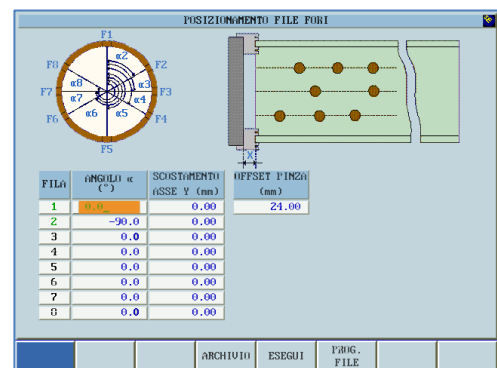 POSIZIONAMENTO FILE FORI
F1
F8 α2 F2
α8 α3
F7 α7 α4 F3
α6 α5
F6 F4
F5
X
FILA ANGOLO α (°) SCOSTAMENTO ASSE Y (mm) OFFSET PINZA (mm)
1 0.0_ 0.00 24.00
2 -90.0 0.00
3 0.0 0.00
4 0.0 0.00
5 0.0 0.00
6 0.0 0.00
7 0.0 0.00
8 0.0 0.00
ARCHIVIO ESEGUI PROG. FILE